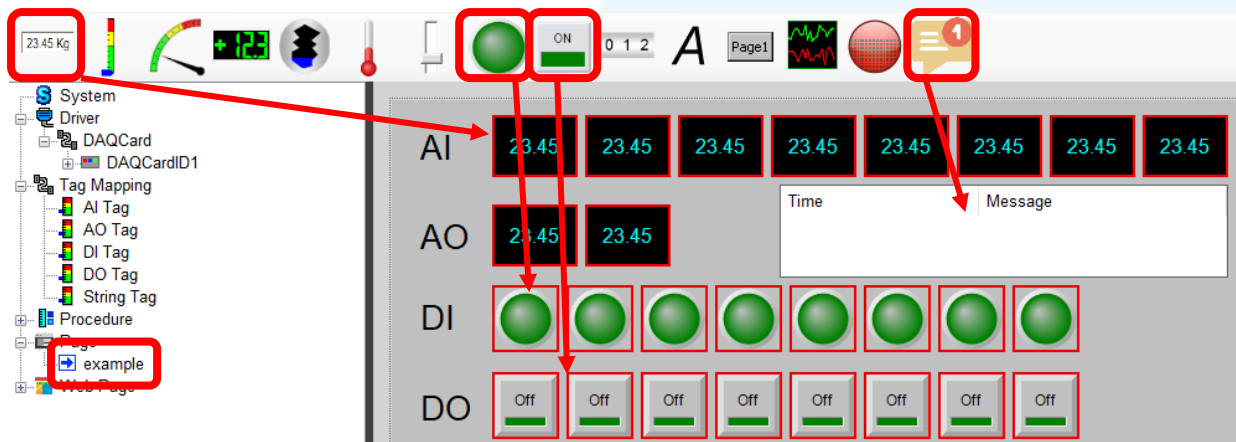 23.45 Kg
+12.3
ON
0 1 2
A
Page1
1
System
Driver
DAQCard
DAQCardID1
Tag Mapping
AI Tag
AO Tag
DI Tag
DO Tag
String Tag
Procedure
Page
example
Web Page
AI 23.45 23.45 23.45 23.45 23.45 23.45 23.45 23.45
Time Message
AO 23.45 23.45
DI
DO Off Off Off Off Off Off Off Off